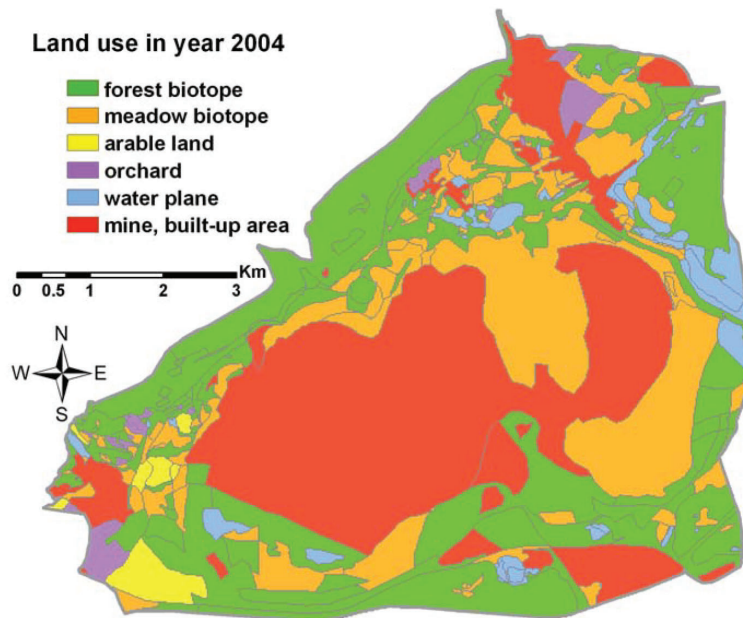 Land use in year 2004
forest biotope
meadow biotope
arable land
orchard
water plane
mine, built-up area
Km
0 0.5 1 2 3
N
W E
S